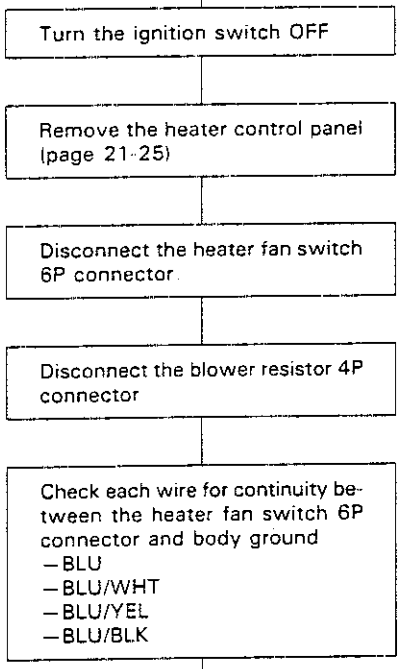 Turn the ignition switch OFF
Remove the heater control panel
(page 21-25)
Disconnect the heater fan switch
6P connector
Disconnect the blower resistor 4P
connector
Check each wire for continuity be-
tween the heater fan switch 6P
connector and body ground
—BLU
—BLU/WHT
—BLU/YEL
—BLU/BLK